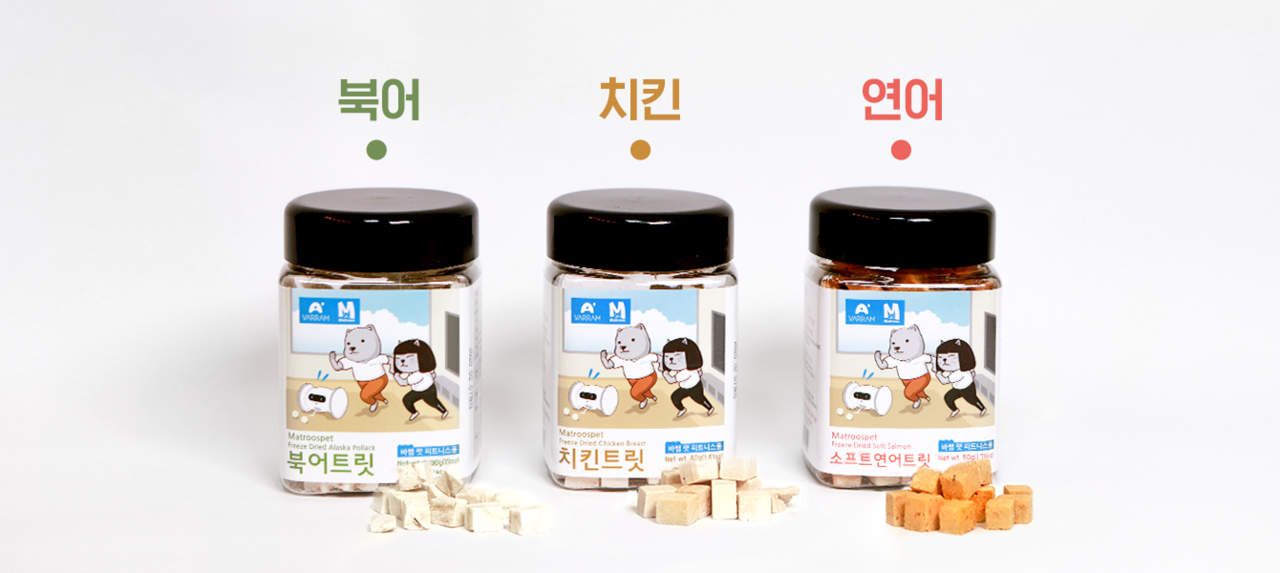 북어
치킨
연어
VARRAM
Matroospet
Freeze Dried Alaska Pollack
북어트릿
바램 펫 피트니스용
VARRAM
Matroospet
Freeze Dried Chicken Breast
치킨트릿
바램 펫 피트니스용
VARRAM
Matroospet
Freeze Dried Soft Salmon
소프트연어트릿
바램 펫 피트니스용